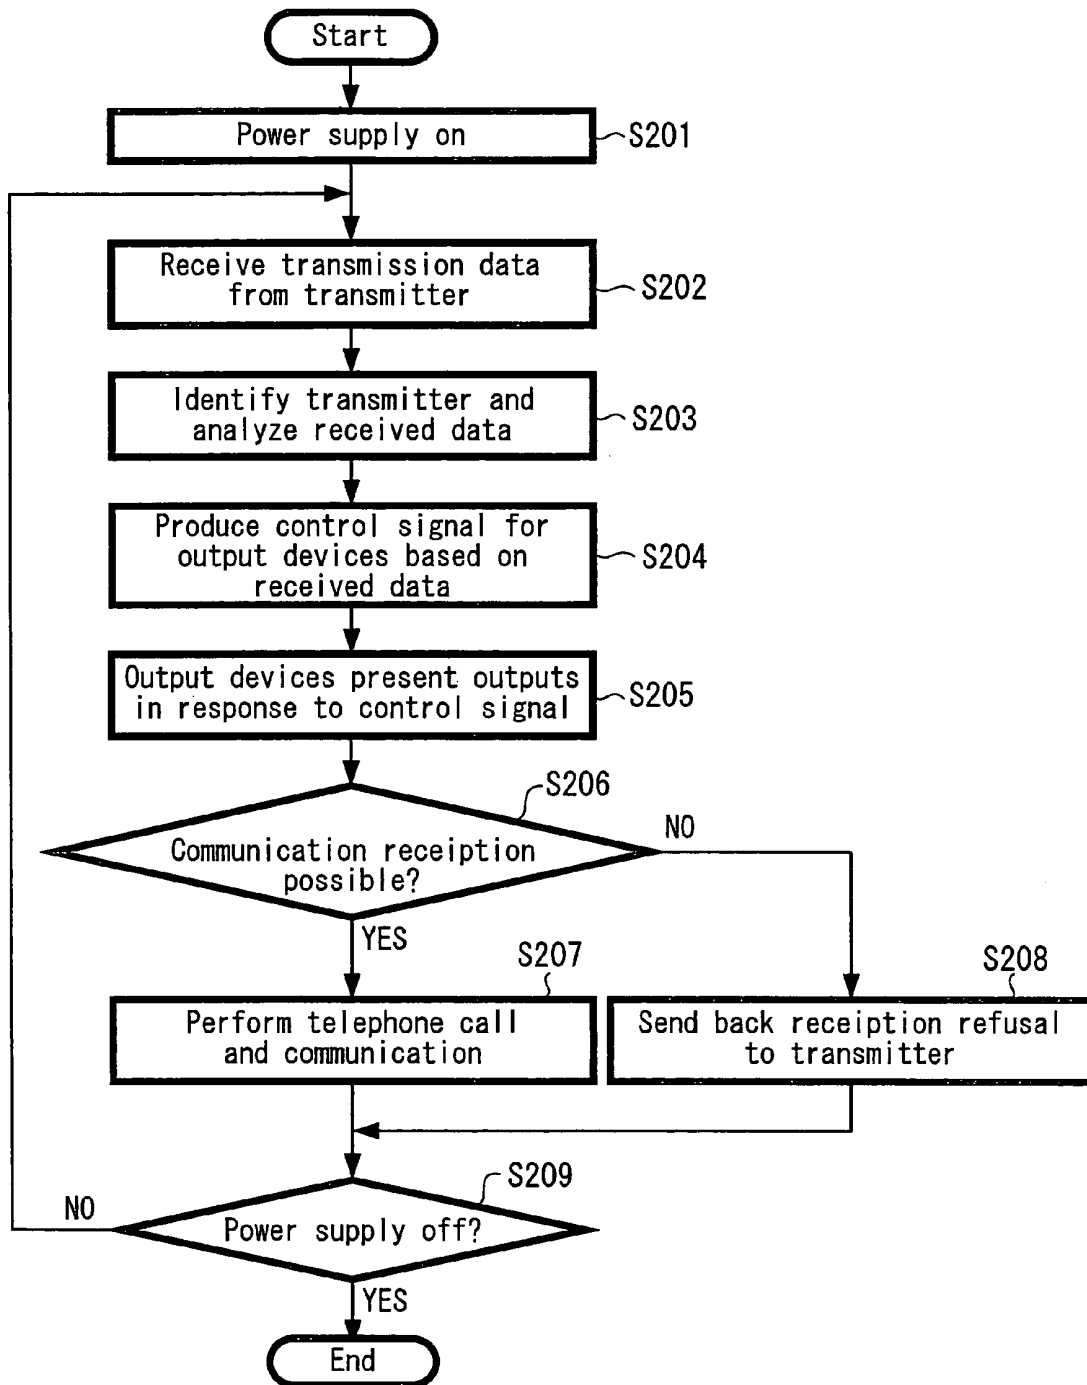 Start
Power supply on
S201
Receive transmission data
from transmitter
S202
Identify transmitter and
analyze received data
S203
Produce control signal for
output devices based on
received data
S204
Output devices present outputs
in response to control signal
S205
S206
Communication receiption
possible?
NO
YES
S207
Perform telephone call
and communication
S208
Send back receiption refusal
to transmitter
S209
Power supply off?
NO
YES
End